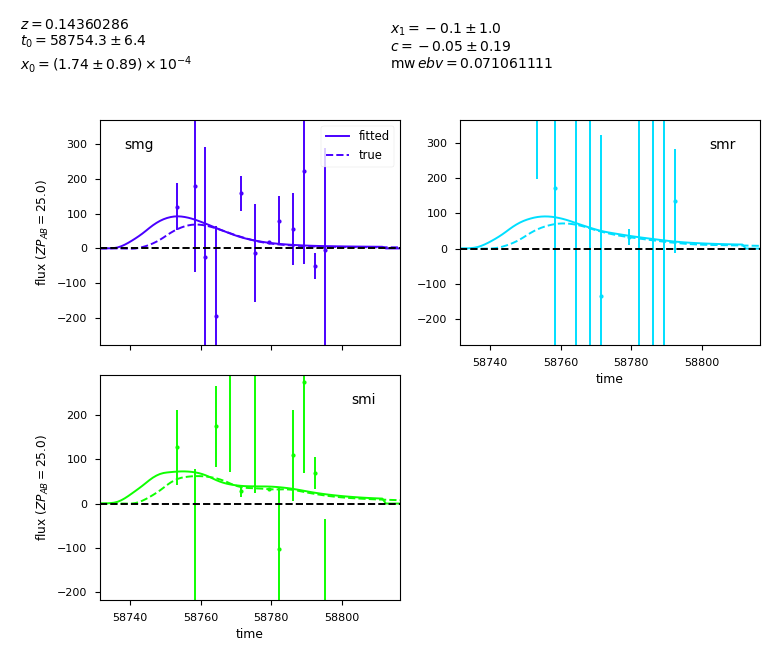 z = 0.14360286
t₀ = 58754.3 ± 6.4
x₀ = (1.74 ± 0.89) × 10⁻⁴
x₁ = −0.1 ± 1.0
c = −0.05 ± 0.19
mw ebv = 0.071061111
smg
fitted
true
300
200
100
0
−100
−200
flux (ZP_AB = 25.0)
smr
300
200
100
0
−100
−200
58740 58760 58780 58800
time
smi
200
100
0
−100
−200
flux (ZP_AB = 25.0)
58740 58760 58780 58800
time